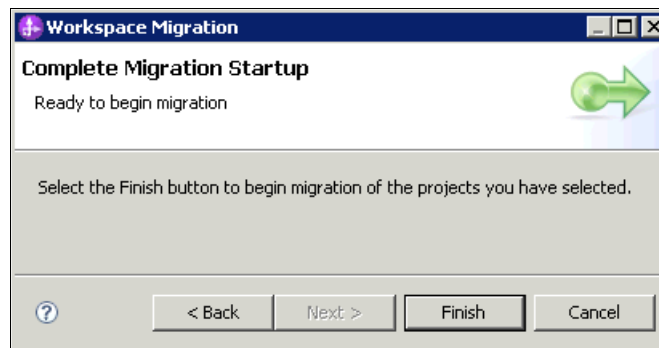 Workspace Migration
Complete Migration Startup
Ready to begin migration
Select the Finish button to begin migration of the projects you have selected.
?
< Back
Next >
Finish
Cancel